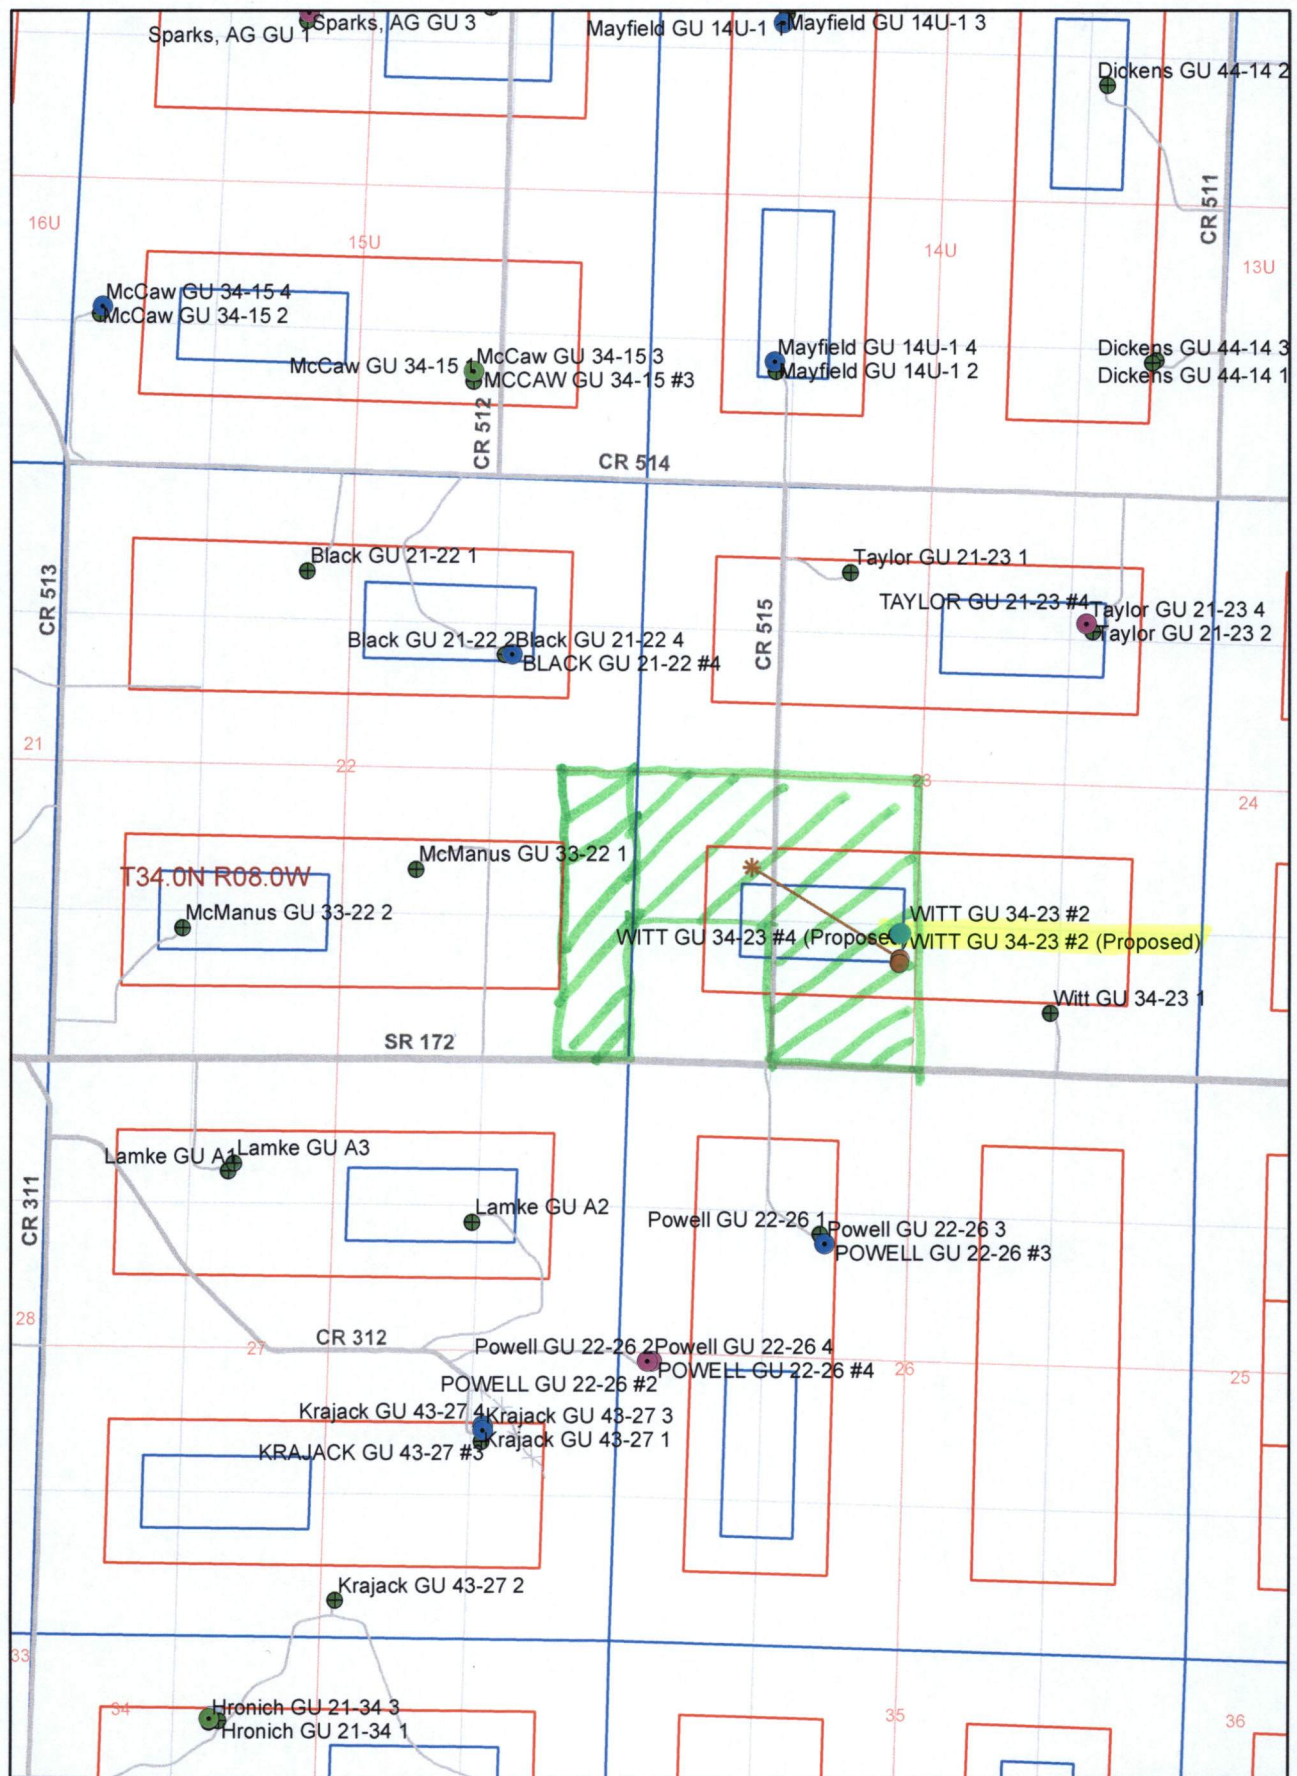 Sparks, AG GU 3
Sparks, AG GU 1
Mayfield GU 14U-1 1
Mayfield GU 14U-1 3
Dickens GU 44-14 2
CR 511
16U
15U
14U
13U
McCaw GU 34-15 4
McCaw GU 34-15 2
McCaw GU 34-15 1
McCaw GU 34-15 3
MCCAW GU 34-15 #3
Mayfield GU 14U-1 4
Mayfield GU 14U-1 2
Dickens GU 44-14 3
Dickens GU 44-14 1
CR 512
CR 514
CR 513
Black GU 21-22 1
Taylor GU 21-23 1
CR 515
TAYLOR GU 21-23 #4
Taylor GU 21-23 4
Taylor GU 21-23 2
Black GU 21-22 2
Black GU 21-22 4
BLACK GU 21-22 #4
21
22
23
24
McManus GU 33-22 1
T34.0N R08.0W
McManus GU 33-22 2
WITT GU 34-23 #2
WITT GU 34-23 #4 (Propose
WITT GU 34-23 #2 (Proposed)
Witt GU 34-23 1
SR 172
Lamke GU A1
Lamke GU A3
CR 311
Lamke GU A2
Powell GU 22-26 1
Powell GU 22-26 3
POWELL GU 22-26 #3
28
CR 312
27
Powell GU 22-26 2
Powell GU 22-26 4
POWELL GU 22-26 #4
26
25
POWELL GU 22-26 #2
Krajack GU 43-27 4
Krajack GU 43-27 3
Krajack GU 43-27 1
KRAJACK GU 43-27 #3
Krajack GU 43-27 2
33
34
Hronich GU 21-34 3
Hronich GU 21-34 1
35
36